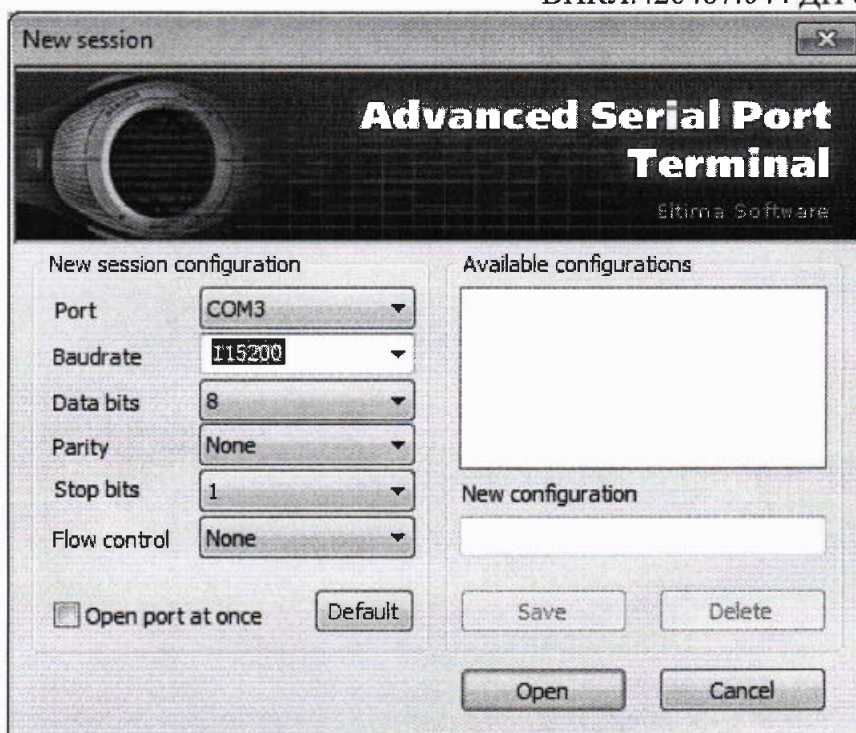 New session
Advanced Serial Port
Terminal
Eltima Software
New session configuration
Port
COM3
Baudrate
115200
Data bits
8
Parity
None
Stop bits
1
Flow control
None
Open port at once
Default
Available configurations
New configuration
Save
Delete
Open
Cancel